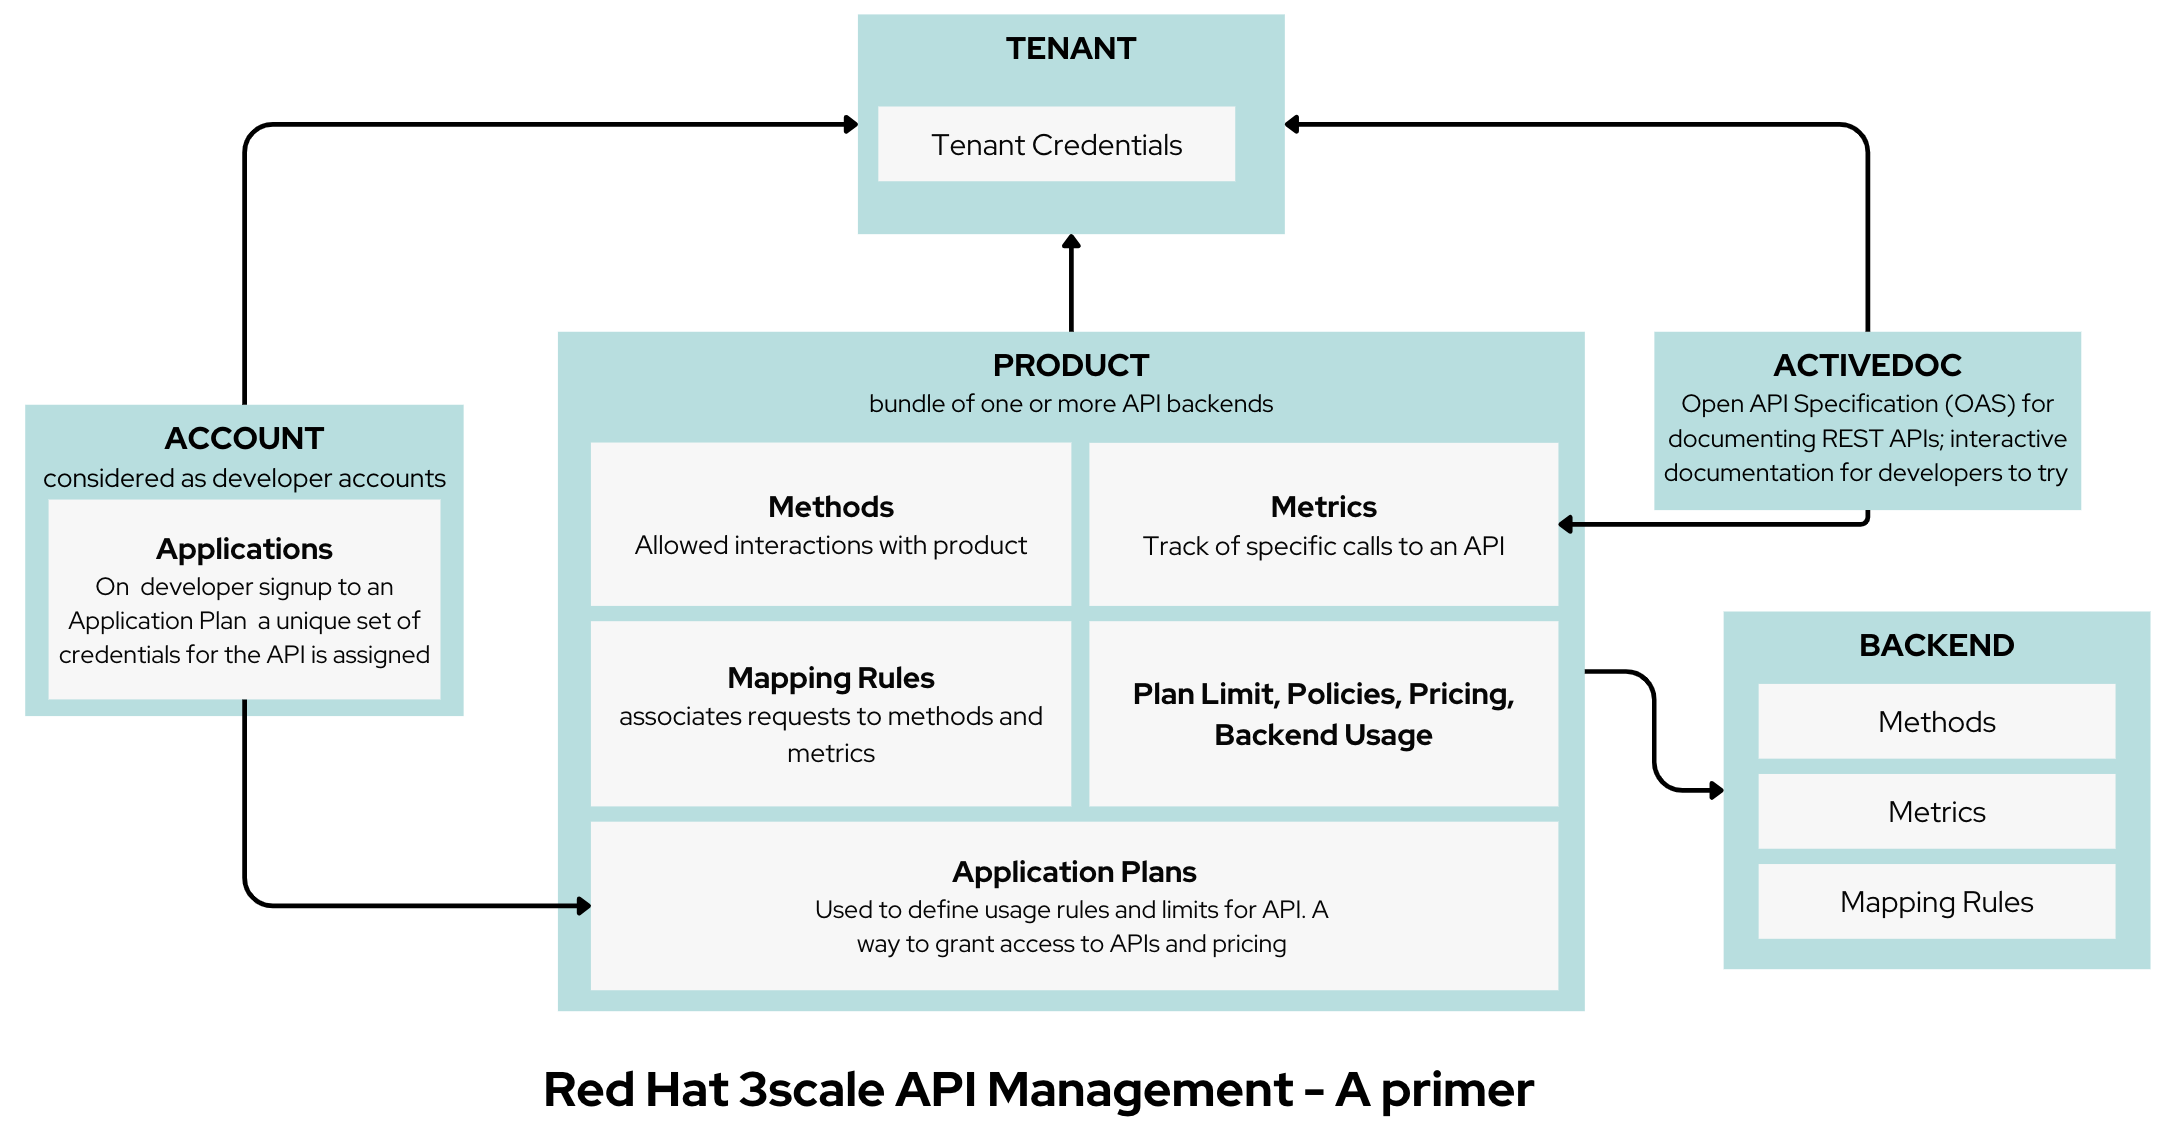 TENANT
Tenant Credentials
PRODUCT
bundle of one or more API backends
Methods
Allowed interactions with product
Metrics
Track of specific calls to an API
Mapping Rules
associates requests to methods and
metrics
Plan Limit, Policies, Pricing,
Backend Usage
Application Plans
Used to define usage rules and limits for API. A
way to grant access to APIs and pricing
ACCOUNT
considered as developer accounts
Applications
On  developer signup to an
Application Plan  a unique set of
credentials for the API is assigned
ACTIVEDOC
Open API Specification (OAS) for
documenting REST APIs; interactive
documentation for developers to try
BACKEND
Methods
Metrics
Mapping Rules
Red Hat 3scale API Management - A primer